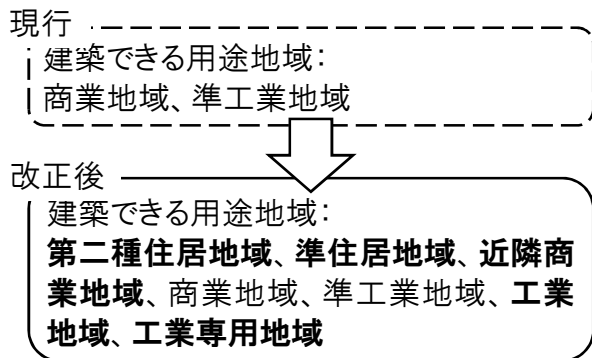 現行
建築できる用途地域：
商業地域、準工業地域
改正後
建築できる用途地域：
第二種住居地域、準住居地域、近隣商
業地域、商業地域、準工業地域、工業
地域、工業専用地域